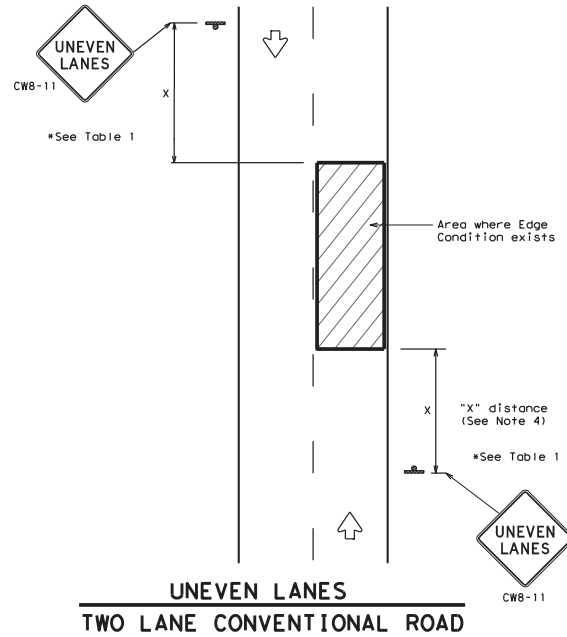 UNEVEN
LANES
CW8-11
X
*See Table 1
Area where Edge
Condition exists
X
"X" distance
(See Note 4)
*See Table 1
UNEVEN
LANES
CW8-11
UNEVEN LANES
TWO LANE CONVENTIONAL ROAD